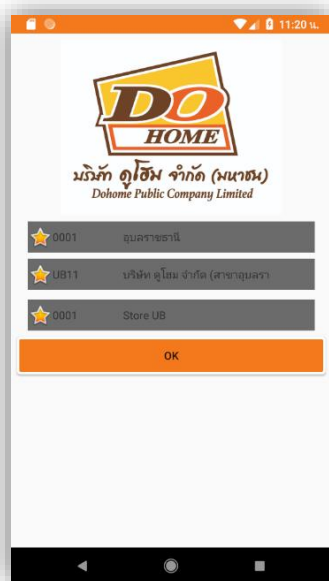 11:20 น.
DO
HOME
บริษัท ดูโฮม จำกัด (มหาชน)
Dohome Public Company Limited
0001 อุบลราชธานี
UB11 บริษัท ดูโฮม จำกัด (สาขาอุบลรา
0001 Store UB
OK